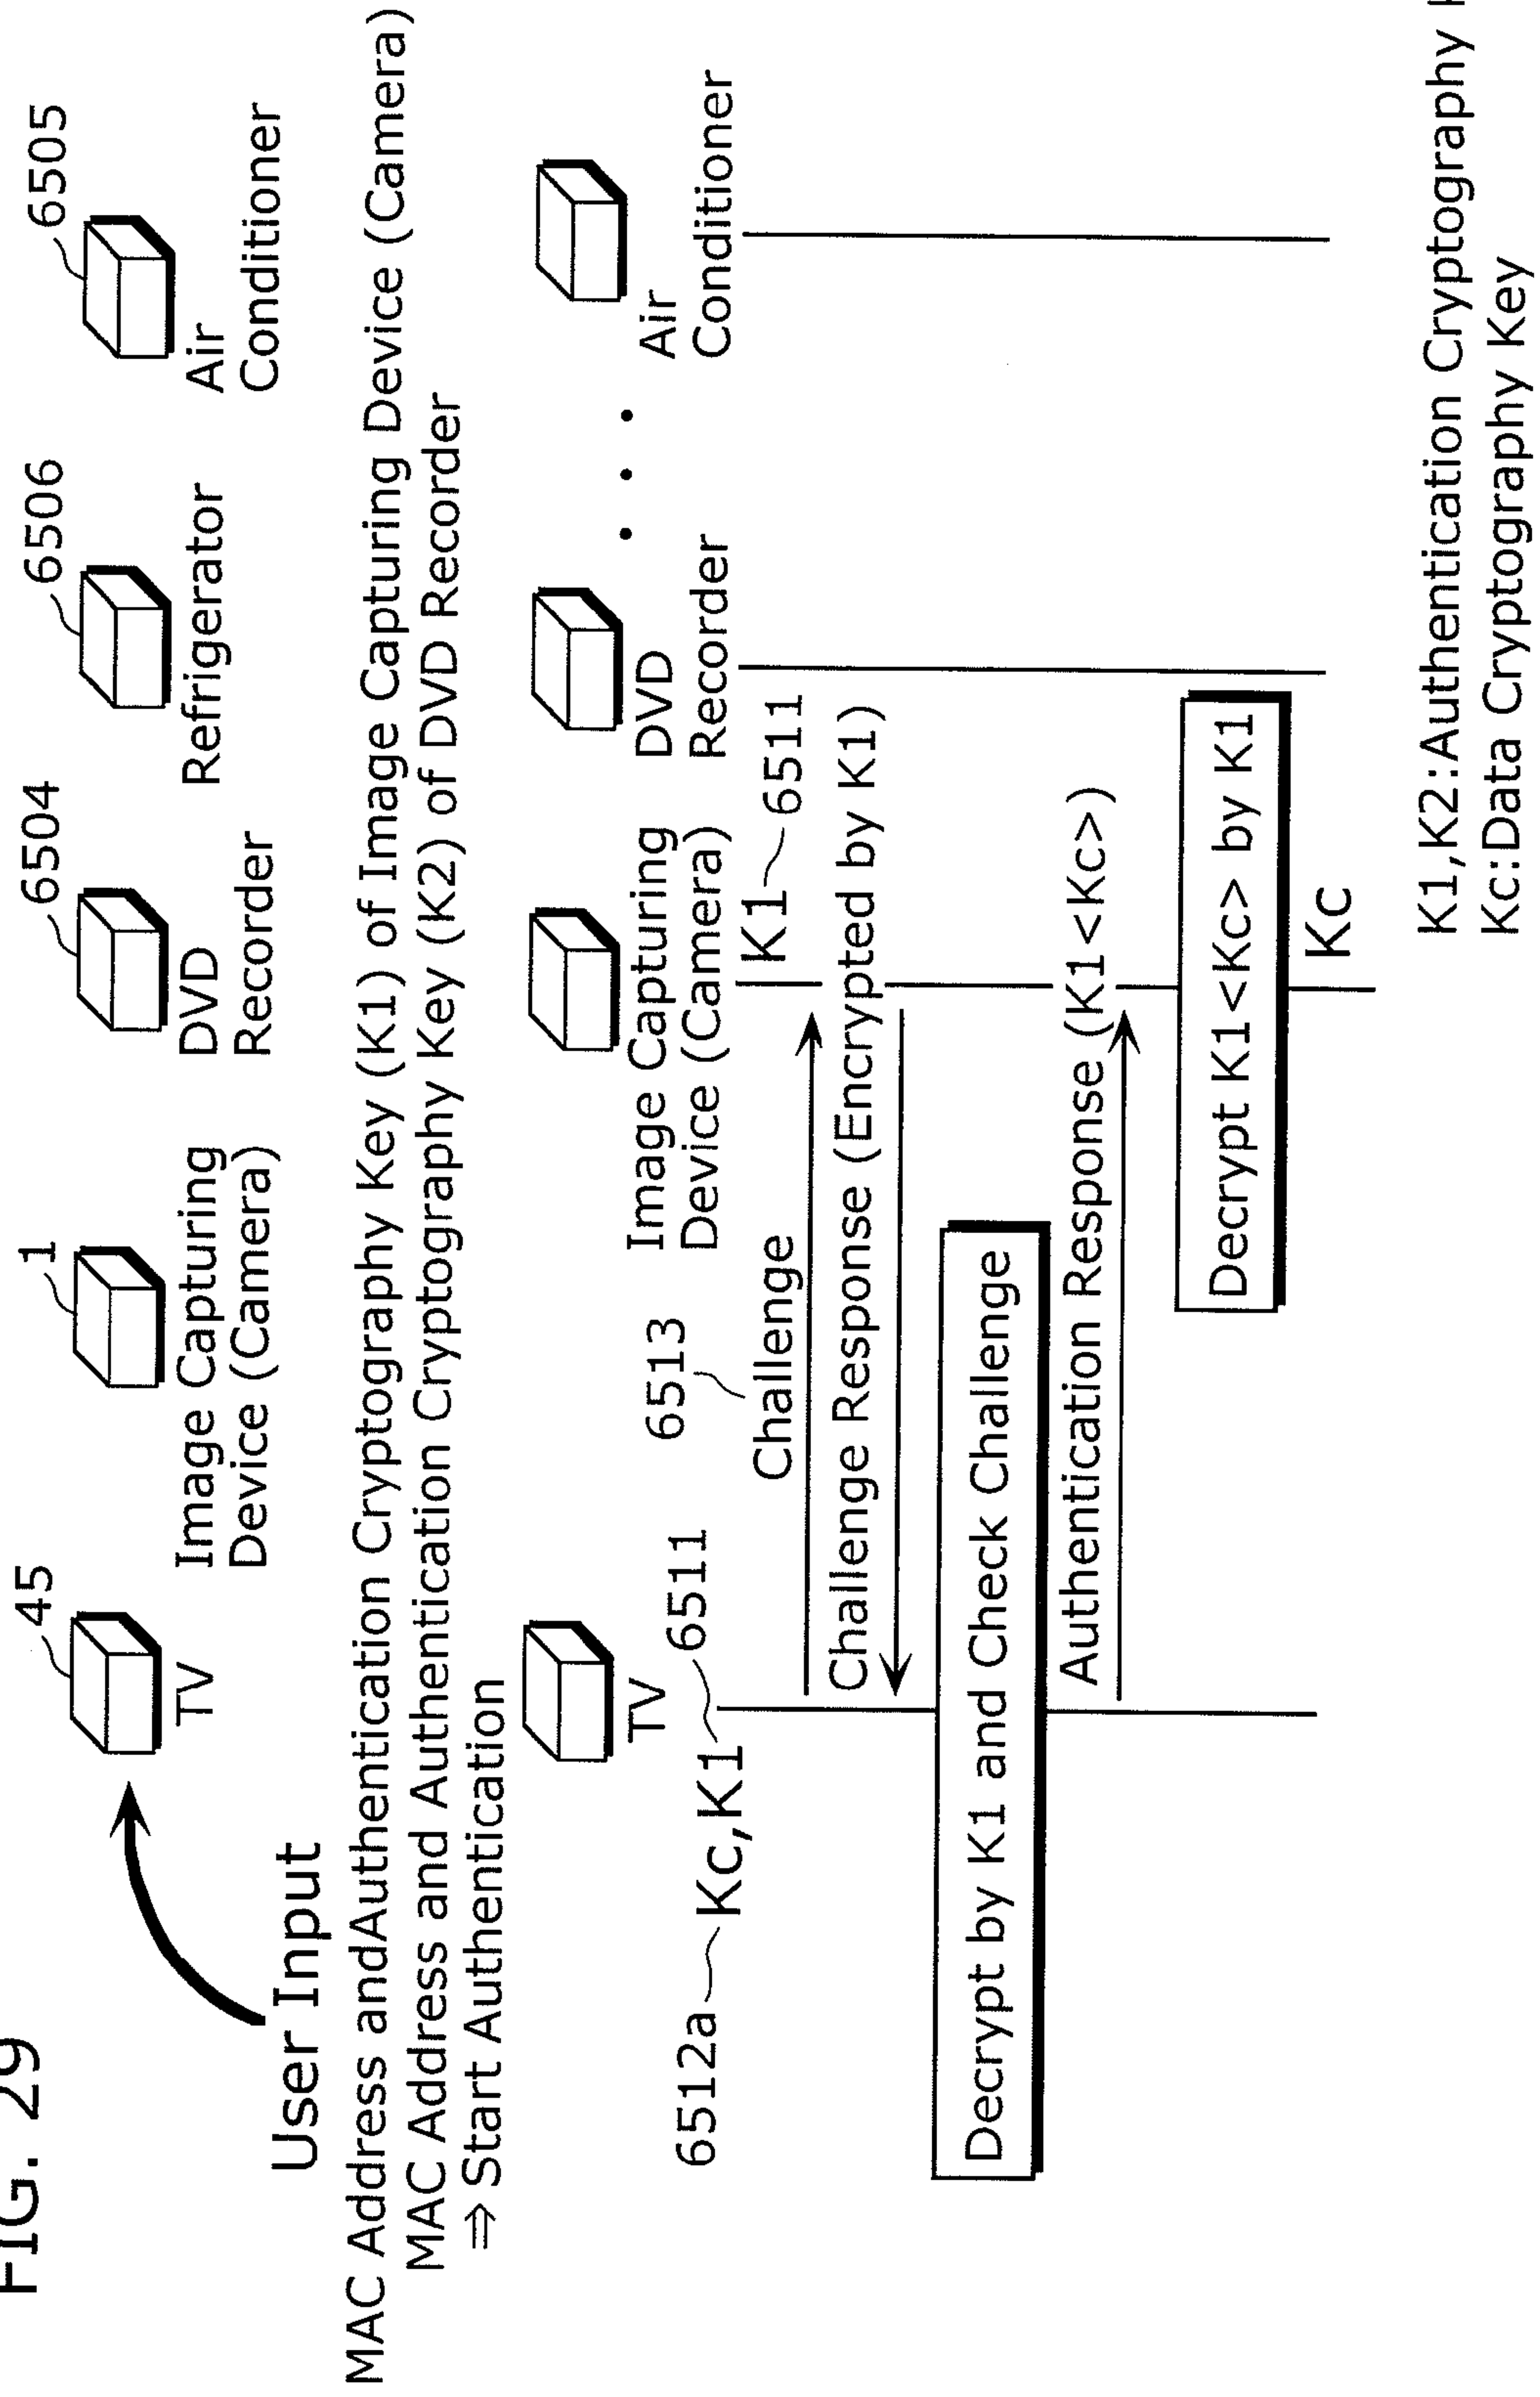 FIG. 29
45
1
6504
6506
6505
TV
Image Capturing
Device (Camera)
DVD
Recorder
Refrigerator
Air
Conditioner
User Input
MAC Address andAuthentication Cryptography Key (K1) of Image Capturing Device (Camera)
MAC Address and Authentication Cryptography Key (K2) of DVD Recorder
⇒ Start Authentication
TV
Image Capturing
Device (Camera)
DVD
Recorder
• • •
Air
Conditioner
6512a
Kc,K1
6511
6513
K1
6511
Challenge
Challenge Response (Encrypted by K1)
Decrypt by K1 and Check Challenge
Authentication Response (K1<Kc>)
Decrypt K1<Kc> by K1
Kc
K1,K2:Authentication Cryptography
Kc:Data Cryptography Key